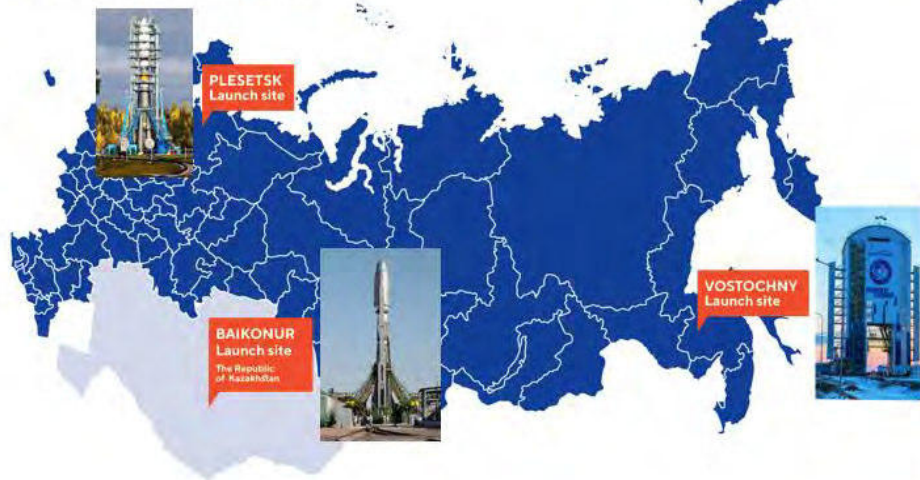 PLESETSK
Launch site
VOSTOCHNY
Launch site
BAIKONUR
Launch site
The Republic
of Kazakhstan